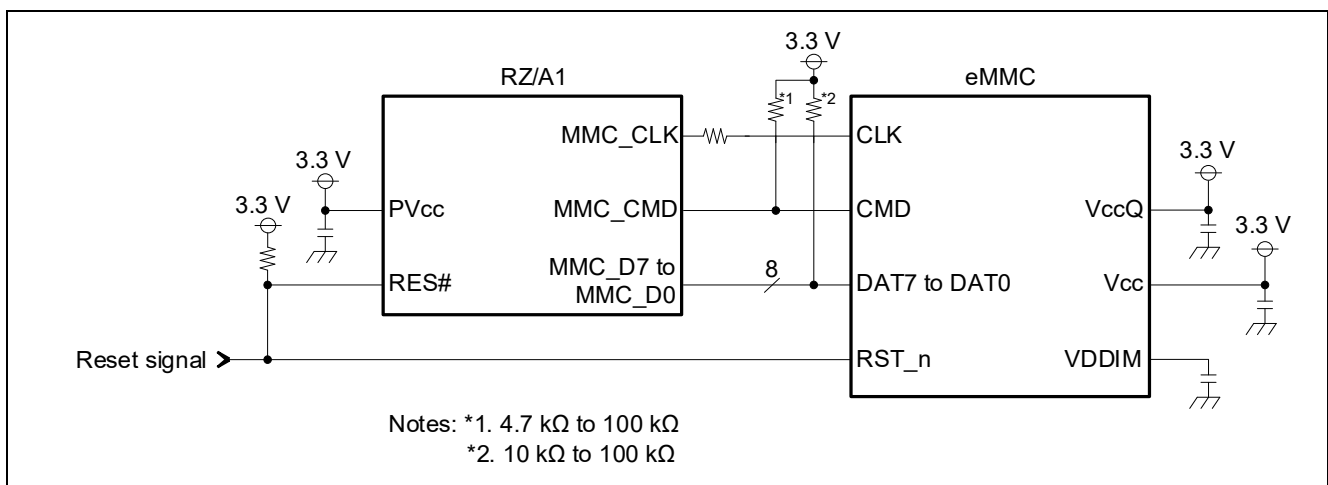 3.3 V
RZ/A1
eMMC
*1
*2
MMC_CLK
CLK
3.3 V
3.3 V
3.3 V
PVcc
MMC_CMD
CMD
VccQ
3.3 V
RES#
MMC_D7 to
MMC_D0
8
DAT7 to DAT0
Vcc
Reset signal
RST_n
VDDIM
Notes: *1. 4.7 kΩ to 100 kΩ
*2. 10 kΩ to 100 kΩ